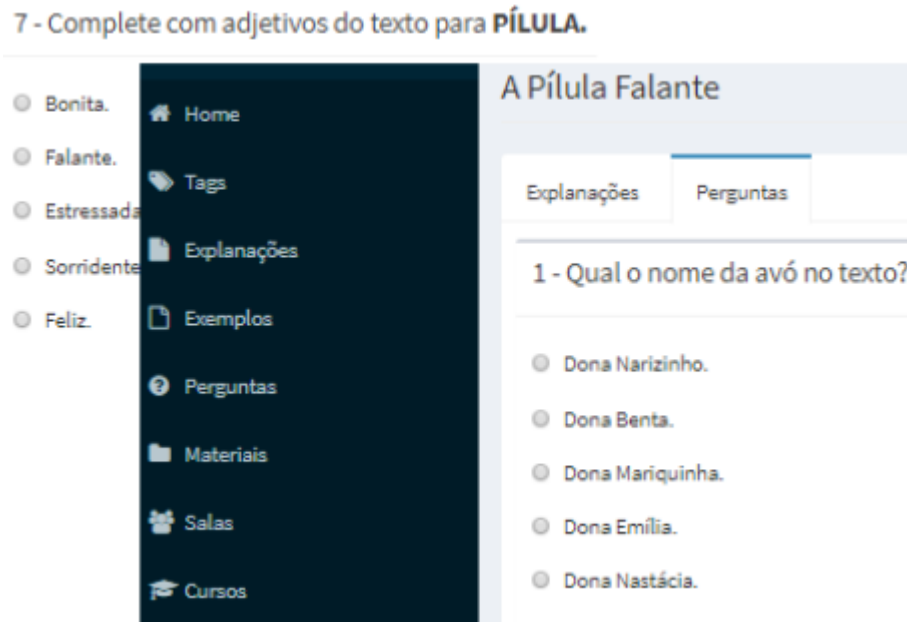 7 - Complete com adjetivos do texto para PÍLULA.
Bonita.
Falante.
Estressada
Sorridente
Feliz.
Home
Tags
Explanações
Exemplos
Perguntas
Materiais
Salas
Cursos
A Pílula Falante
Explanações
Perguntas
1 - Qual o nome da avó no texto?
Dona Narizinho.
Dona Benta.
Dona Mariquinha.
Dona Emília.
Dona Nastácia.